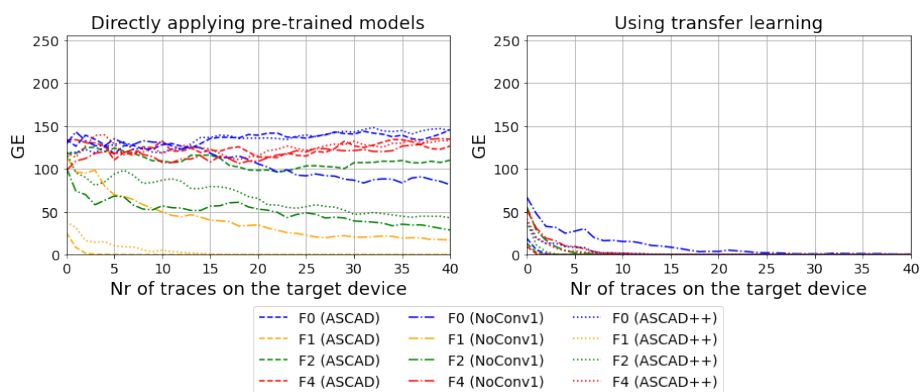 Directly applying pre-trained models
GE
250
200
150
100
50
0
0 5 10 15 20 25 30 35 40
Nr of traces on the target device
Using transfer learning
GE
250
200
150
100
50
0
0 5 10 15 20 25 30 35 40
Nr of traces on the target device
F0 (ASCAD) F0 (NoConv1) F0 (ASCAD++)
F1 (ASCAD) F1 (NoConv1) F1 (ASCAD++)
F2 (ASCAD) F2 (NoConv1) F2 (ASCAD++)
F4 (ASCAD) F4 (NoConv1) F4 (ASCAD++)